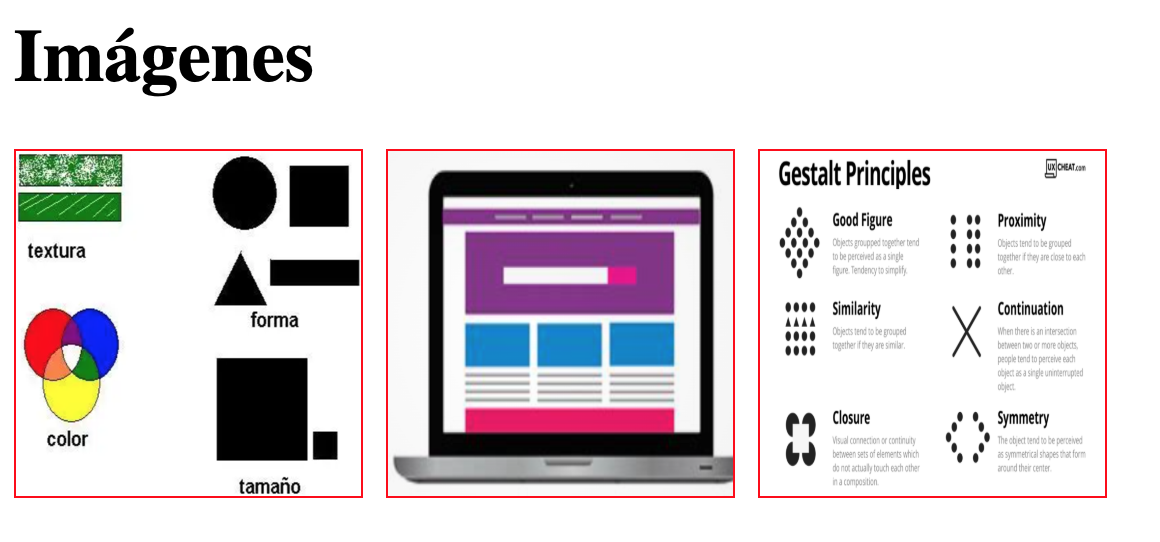 Imágenes
textura
forma
color
tamaño
Gestalt Principles
UX CHEAT.com
Good Figure
Objects groupped together tend
to be perceived as a single
figure. Tendency to simplify.
Proximity
Objects tend to be grouped
together if they are close to each
other.
Similarity
Objects tend to be grouped
together if they are similar.
Continuation
When there is an intersection
between two or more objects,
people tend to perceive each
object as a single uninterrupted
object.
Closure
Visual connection or continuity
between sets of elements which
do not actually touch each other
in a composition.
Symmetry
The object tend to be perceived
as symmetrical shapes that form
around their center.